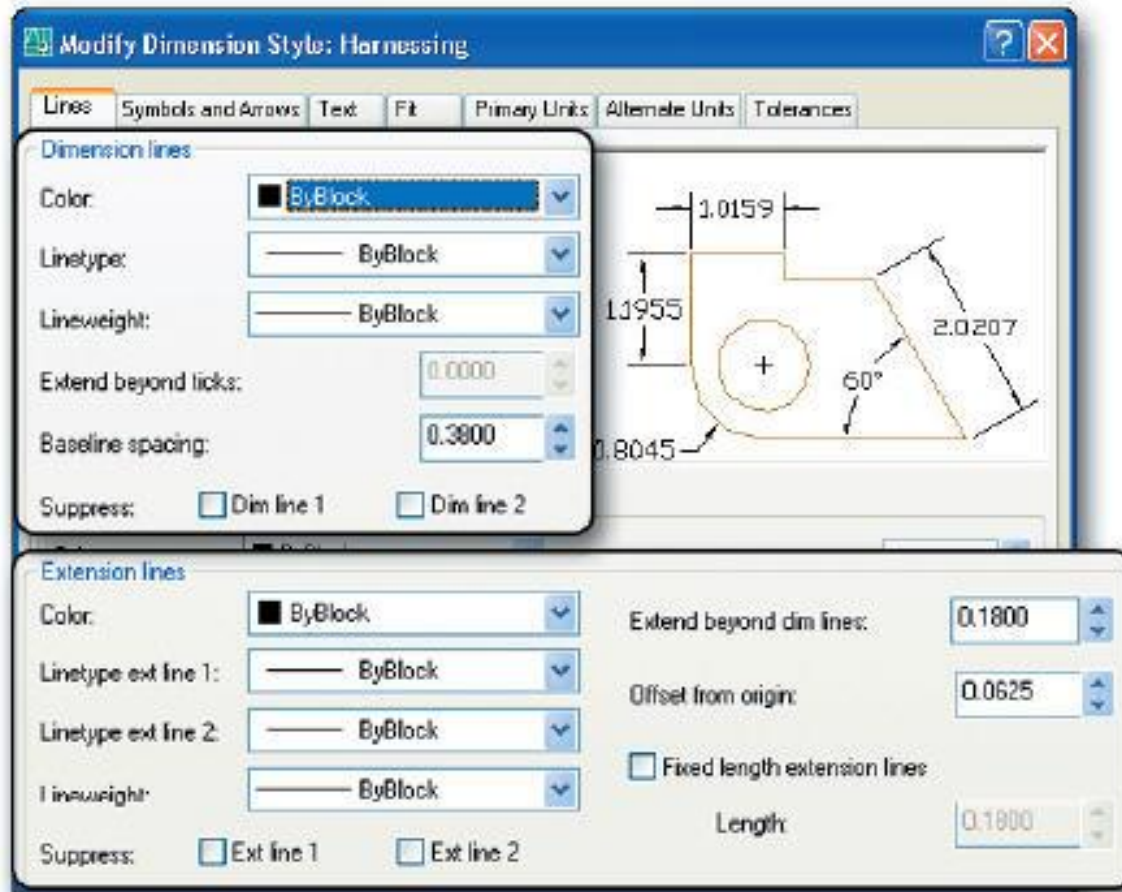 Modify Dimension Style: Harnessing
Lines
Symbols and Arrows
Text
Fit
Primary Units
Alternate Units
Tolerances
Dimension lines
Color:
ByBlock
Linetype:
ByBlock
Lineweight:
ByBlock
Extend beyond ticks:
0.0000
Baseline spacing:
0.3800
Suppress:
Dim line 1
Dim line 2
1.0159
1.1955
2.0207
60°
0.8045
Extension lines
Color:
ByBlock
Linetype ext line 1:
ByBlock
Linetype ext line 2:
ByBlock
Lineweight:
ByBlock
Suppress:
Ext line 1
Ext line 2
Extend beyond dim lines:
0.1800
Offset from origin:
0.0625
Fixed length extension lines
Length:
0.1800